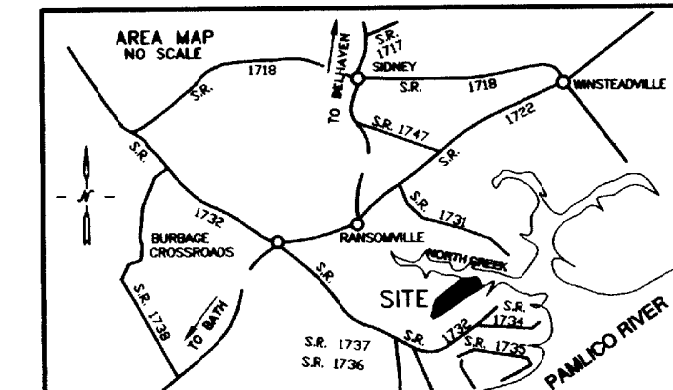 AREA MAP
NO SCALE
S.R.
1717
TO BELHAVEN
SIDNEY
S.R.
1718
S.R.
1718
WINSTEADVILLE
1722
S.R. 1747
S.R.
S.R.
N
1732
S.R.
1731
BURBAGE
CROSSROADS
RANSOMVILLE
NORTH CREEK
S.R.
SITE
S.R. 1738
TO BATH
S.R.
1734
S.R.
1732
S.R. 1735
S.R. 1737
S.R. 1736
PAMLICO RIVER